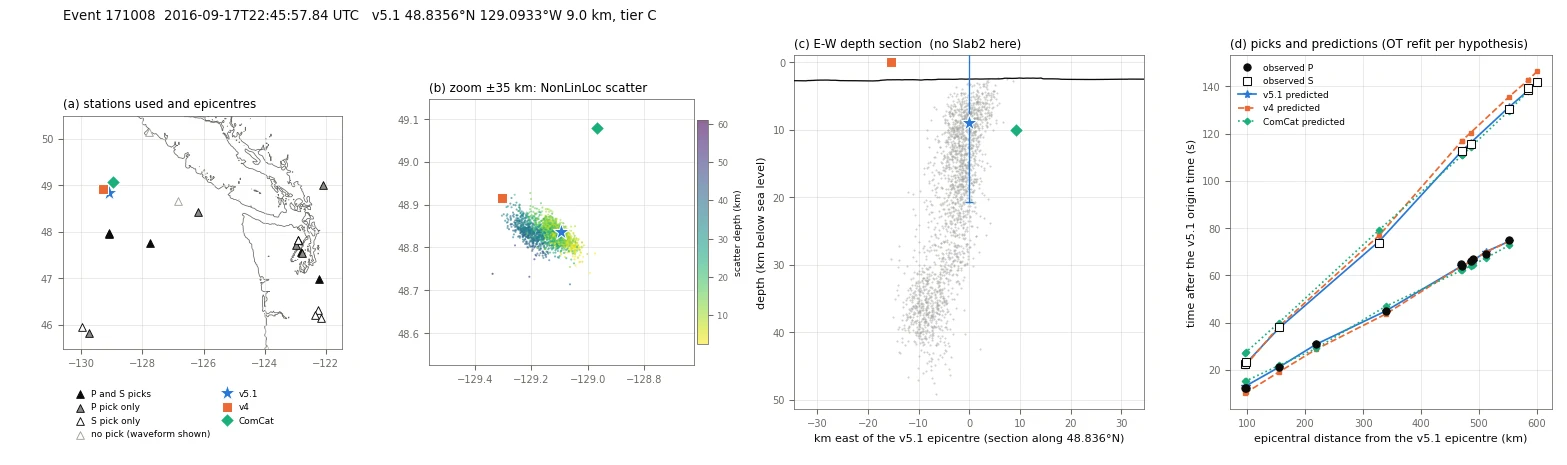 Event 171008  2016-09-17T22:45:57.84 UTC   v5.1 48.8356°N 129.0933°W 9.0 km, tier C
(a) stations used and epicentres
50
49
48
47
46
−130
−128
−126
−124
−122
P and S picks
P pick only
S pick only
no pick (waveform shown)
v5.1
v4
ComCat
(b) zoom ±35 km: NonLinLoc scatter
49.1
49.0
48.9
48.8
48.7
48.6
−129.4
−129.2
−129.0
−128.8
60
50
40
30
20
10
scatter depth (km)
(c) E-W depth section  (no Slab2 here)
0
10
20
30
40
50
depth (km below sea level)
−30
−20
−10
0
10
20
30
km east of the v5.1 epicentre (section along 48.836°N)
(d) picks and predictions (OT refit per hypothesis)
observed P
observed S
v5.1 predicted
v4 predicted
ComCat predicted
140
120
100
80
60
40
20
time after the v5.1 origin time (s)
100
200
300
400
500
600
epicentral distance from the v5.1 epicentre (km)